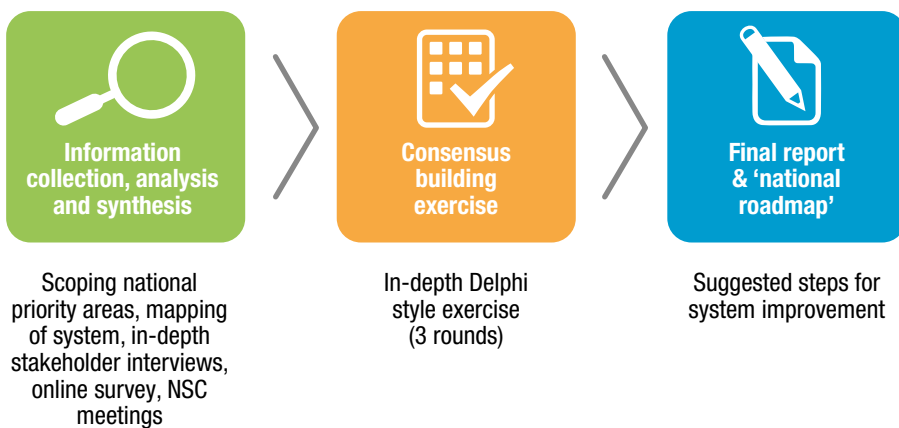 Information
collection, analysis
and synthesis
Scoping national
priority areas, mapping
of system, in-depth
stakeholder interviews,
online survey, NSC
meetings
Consensus
building
exercise
In-depth Delphi
style exercise
(3 rounds)
Final report
& ‘national
roadmap’
Suggested steps for
system improvement